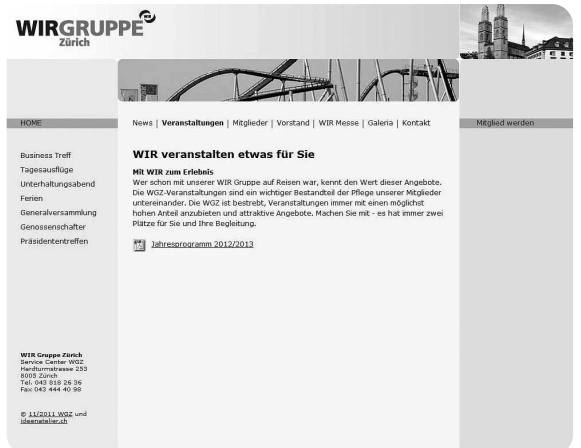 WIRGRUPPE
Zürich
HOME
News | Veranstaltungen | Mitglieder | Vorstand | WIR Messe | Galeria | Kontakt
Mitglied werden
Business Treff
Tagesausflüge
Unterhaltungsabend
Ferien
Generalversammlung
Genossenschafter
Präsidententreffen
WIR veranstalten etwas für Sie
Mit WIR zum Erlebnis
Wer schon mit unserer WIR Gruppe auf Reisen war, kennt den Wert dieser Angebote.
Die WGZ-Veranstaltungen sind ein wichtiger Bestandteil der Pflege unserer Mitglieder
untereinander. Die WGZ ist bestrebt, Veranstaltungen immer mit einen möglichst
hohen Anteil anzubieten und attraktive Angebote. Machen Sie mit - es hat immer zwei
Plätze für Sie und Ihre Begleitung.
Jahresprogramm 2012/2013
WIR Gruppe Zürich
Service Center WGZ
Hardturmstrasse 253
8005 Zürich
Tel. 043 818 26 36
Fax 043 444 40 98
© 11/2011 WGZ und
ideenatelier.ch